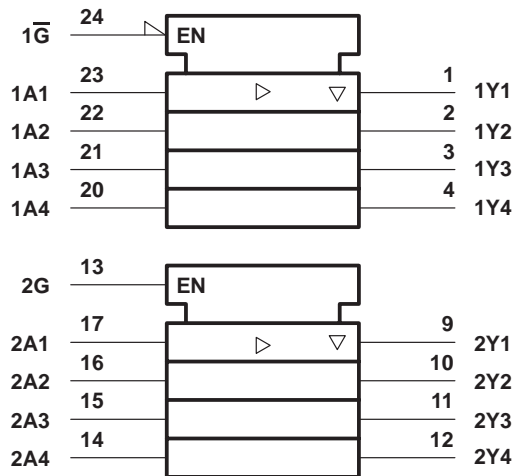 1G̅ 24 EN
1A1 23 1 1Y1
1A2 22 2 1Y2
1A3 21 3 1Y3
1A4 20 4 1Y4
2G 13 EN
2A1 17 9 2Y1
2A2 16 10 2Y2
2A3 15 11 2Y3
2A4 14 12 2Y4